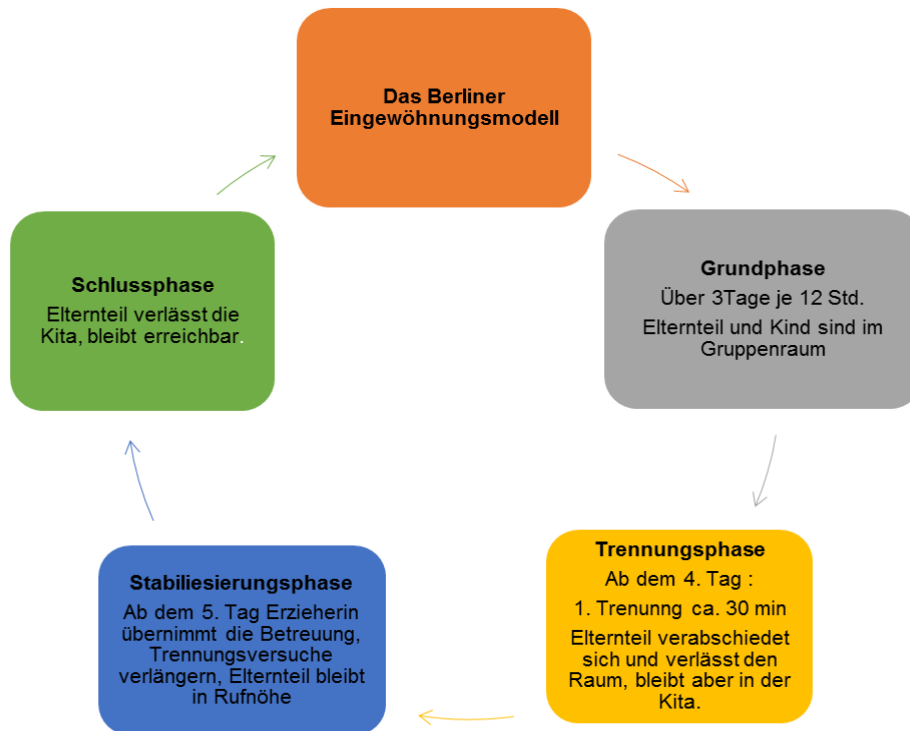 Das Berliner
Eingewöhnungsmodell
Grundphase
Über 3Tage je 12 Std.
Elternteil und Kind sind im
Gruppenraum
Trennungsphase
Ab dem 4. Tag :
1. Trenunng ca. 30 min
Elternteil verabschiedet
sich und verlässt den
Raum, bleibt aber in der
Kita.
Stabiliesierungsphase
Ab dem 5. Tag Erzieherin
übernimmt die Betreuung,
Trennungsversuche
verlängern, Elternteil bleibt
in Rufnöhe
Schlussphase
Elternteil verlässt die
Kita, bleibt erreichbar.